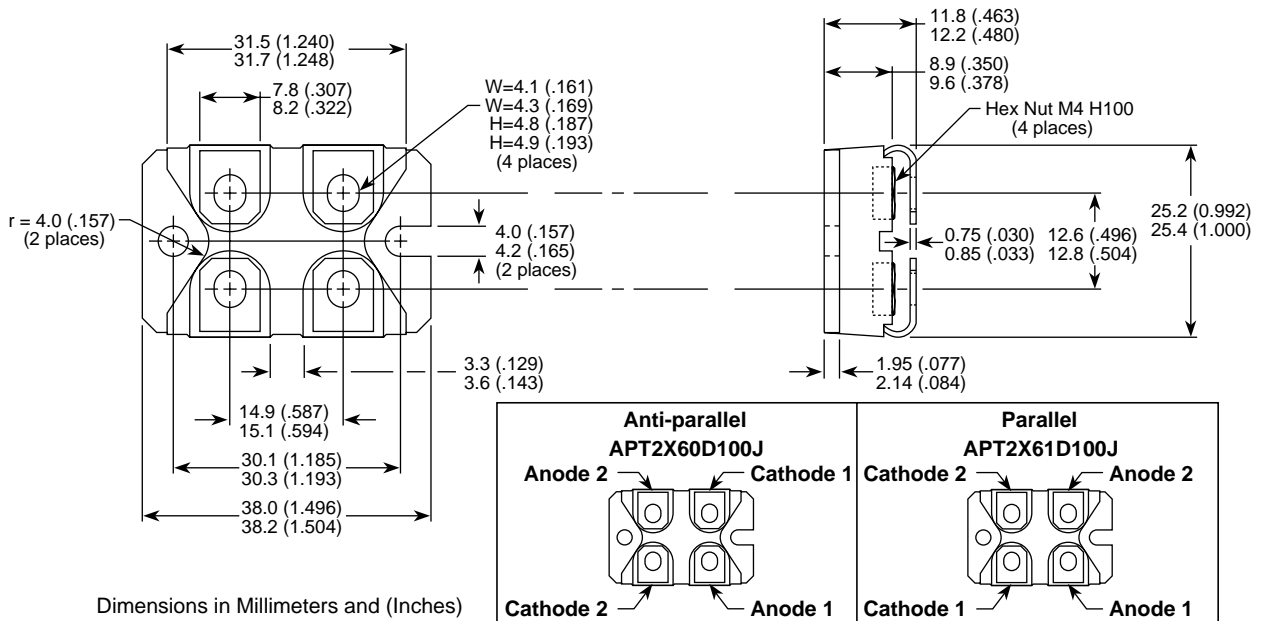 31.5 (1.240)
31.7 (1.248)
7.8 (.307)
8.2 (.322)
W=4.1 (.161)
W=4.3 (.169)
H=4.8 (.187)
H=4.9 (.193)
(4 places)
r = 4.0 (.157)
(2 places)
4.0 (.157)
4.2 (.165)
(2 places)
3.3 (.129)
3.6 (.143)
14.9 (.587)
15.1 (.594)
30.1 (1.185)
30.3 (1.193)
38.0 (1.496)
38.2 (1.504)
11.8 (.463)
12.2 (.480)
8.9 (.350)
9.6 (.378)
Hex Nut M4 H100
(4 places)
0.75 (.030)
0.85 (.033)
12.6 (.496)
12.8 (.504)
25.2 (0.992)
25.4 (1.000)
1.95 (.077)
2.14 (.084)
Dimensions in Millimeters and (Inches)
Anti-parallel
APT2X60D100J
Anode 2
Cathode 1
Cathode 2
Anode 1
Parallel
APT2X61D100J
Cathode 2
Anode 2
Cathode 1
Anode 1